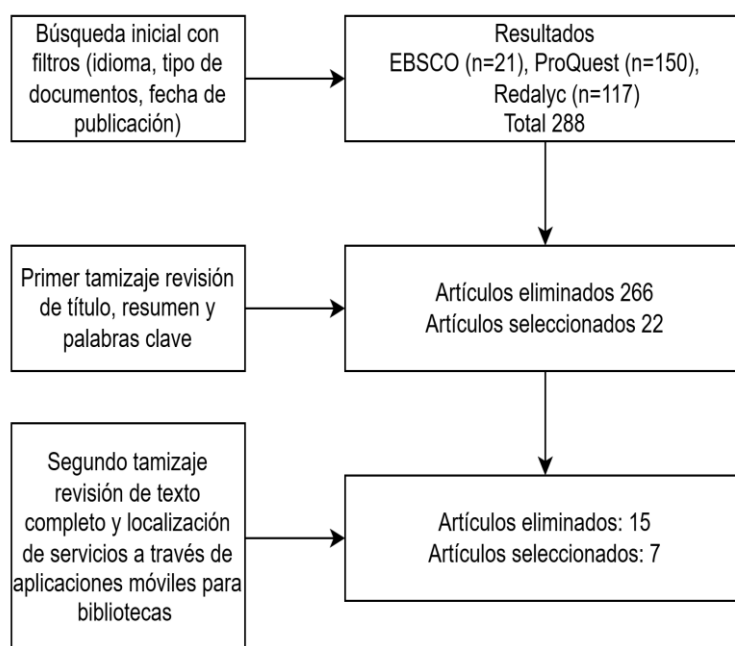 Búsqueda inicial con
filtros (idioma, tipo de
documentos, fecha de
publicación)
Resultados
EBSCO (n=21), ProQuest (n=150),
Redalyc (n=117)
Total 288
Primer tamizaje revisión
de título, resumen y
palabras clave
Artículos eliminados 266
Artículos seleccionados 22
Segundo tamizaje
revisión de texto
completo y localización
de servicios a través de
aplicaciones móviles para
bibliotecas
Artículos eliminados: 15
Artículos seleccionados: 7